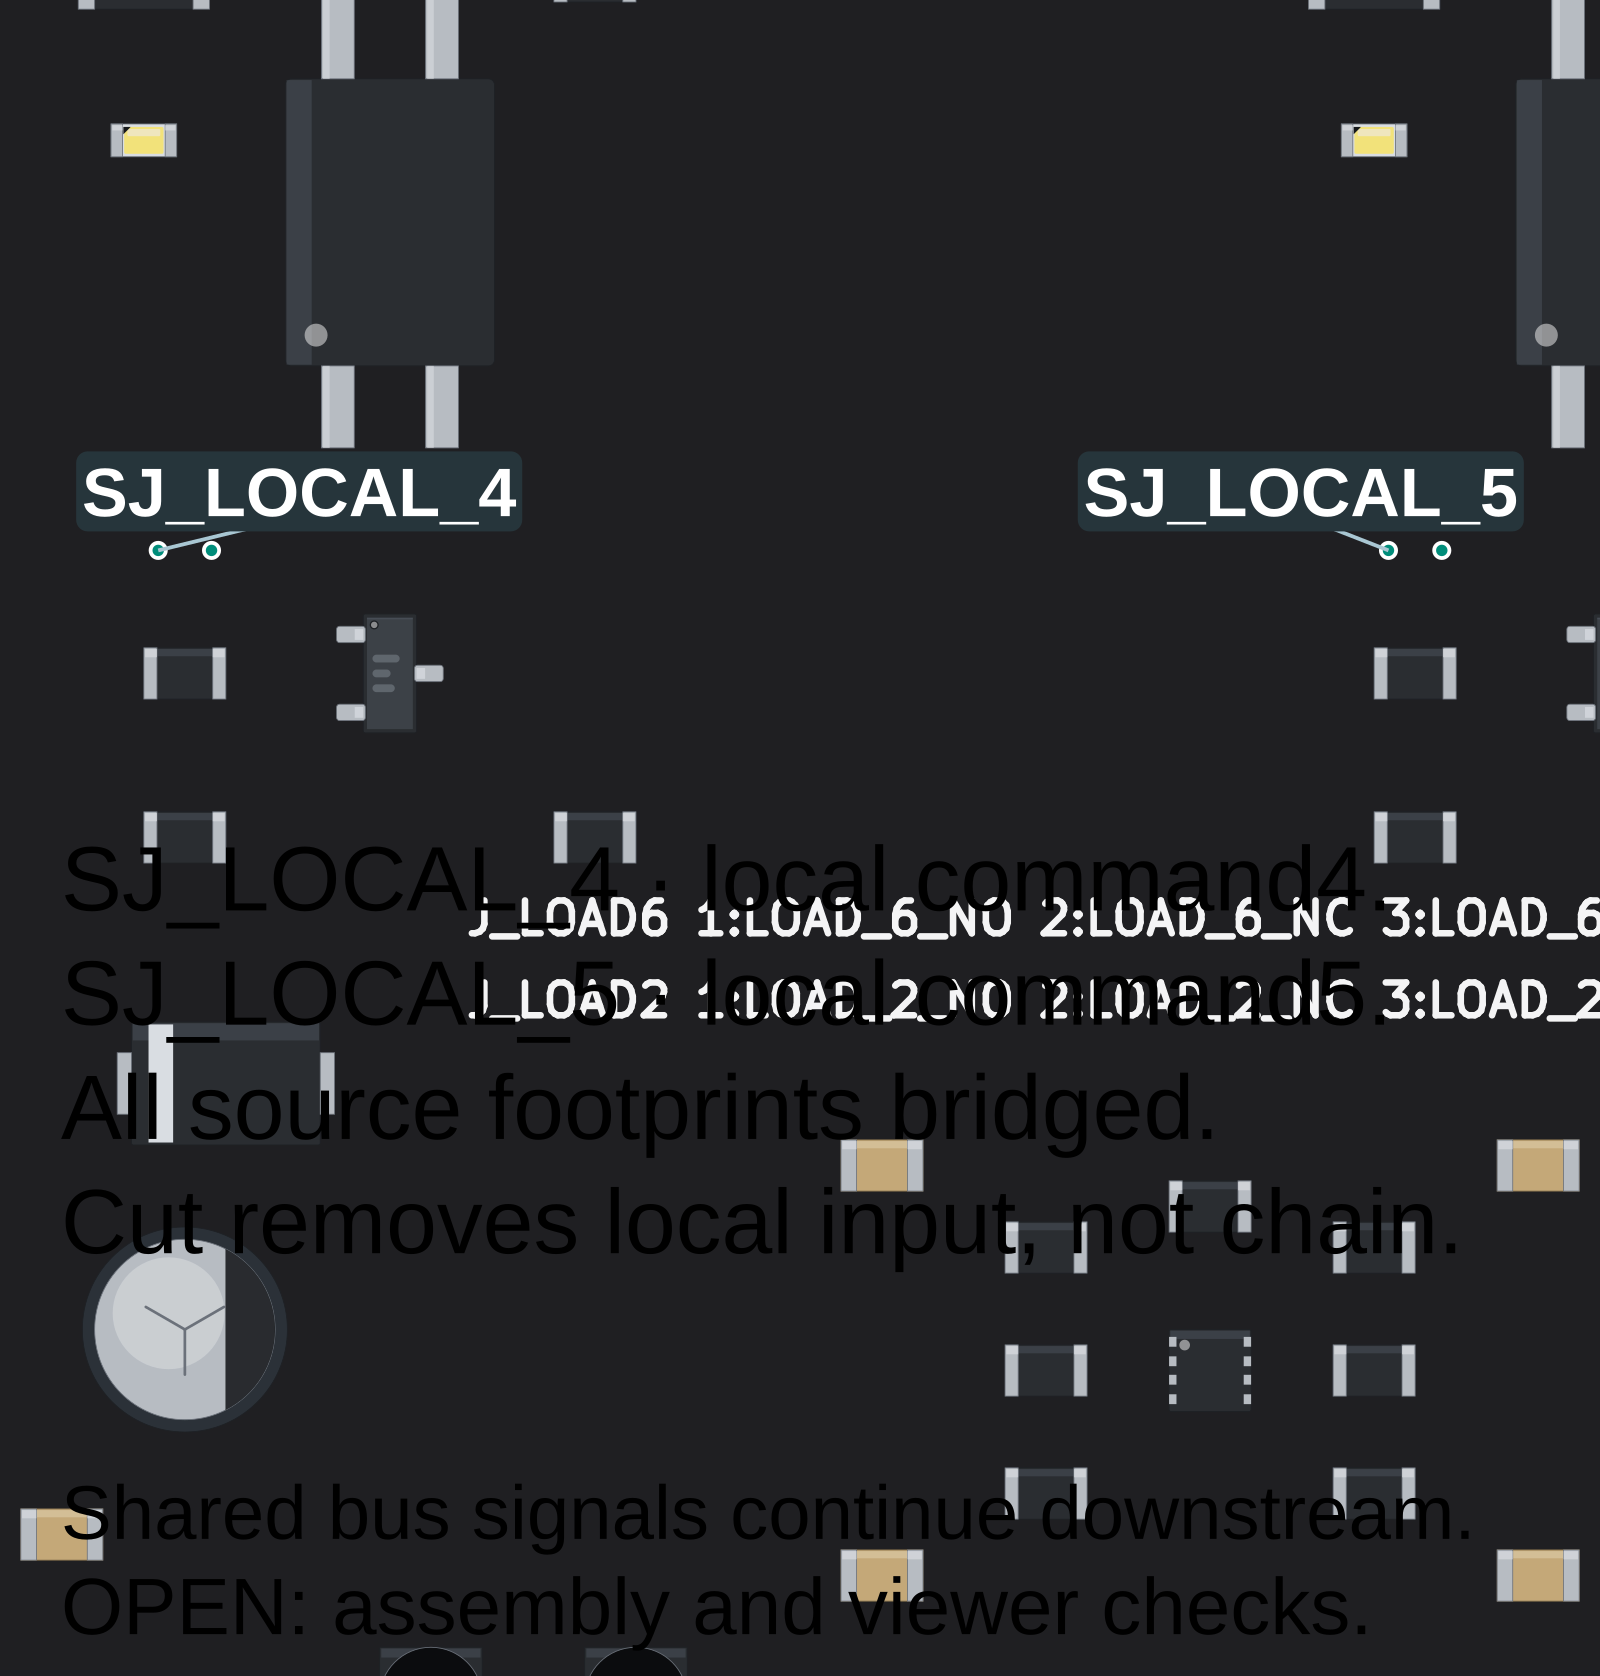 SJ_LOCAL_4 SJ_LOCAL_5
SJ_LOCAL_4 · local command4.
J_LOAD6 1:LOAD_6_NO 2:LOAD_6_NC 3:LOAD_6
SJ_LOCAL_5 · local command5.
J_LOAD2 1:LOAD_2_NO 2:LOAD_2_NC 3:LOAD_2
All source footprints bridged.
Cut removes local input, not chain.
Shared bus signals continue downstream.
OPEN: assembly and viewer checks.